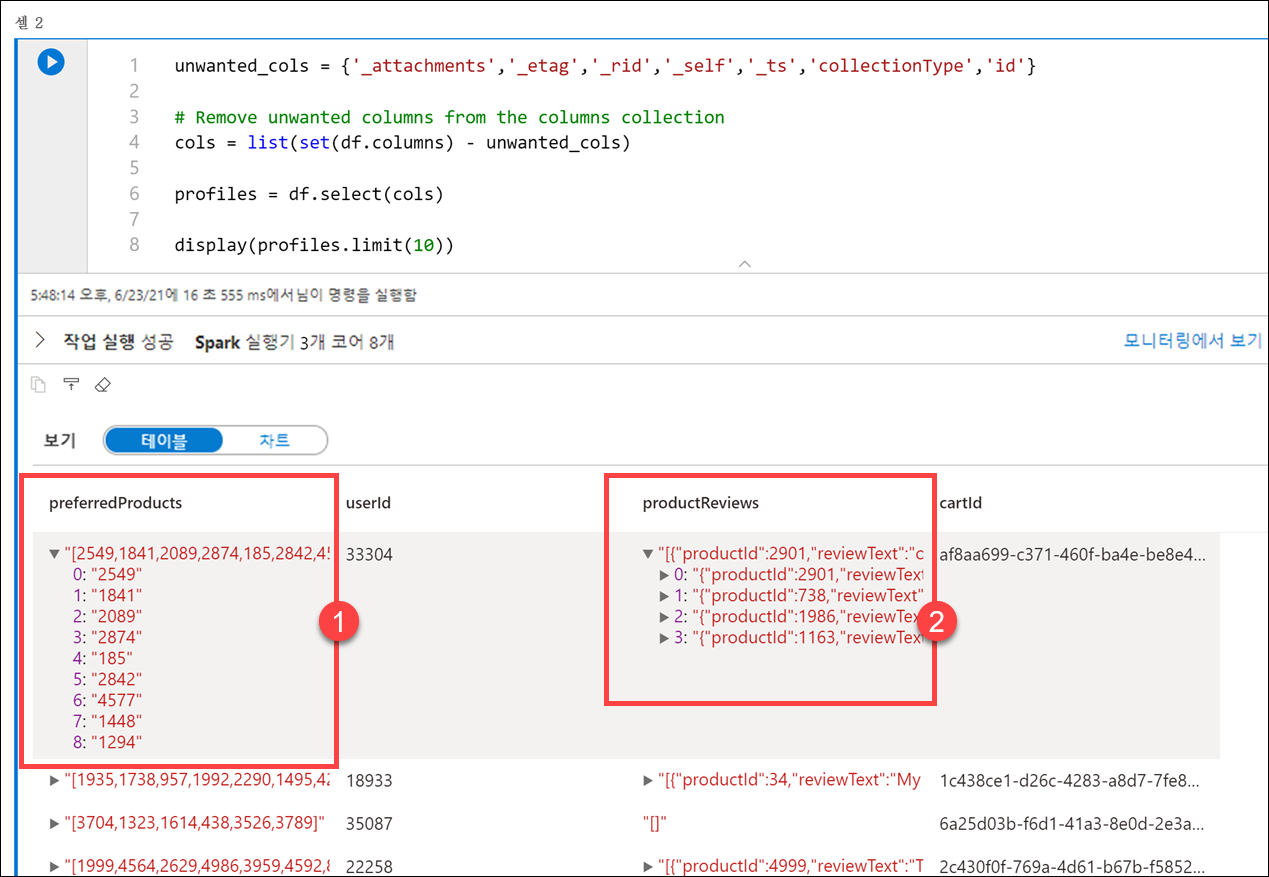 셀 2
1 unwanted_cols = {'_attachments','_etag','_rid','_self','_ts','collectionType','id'}
2
3 # Remove unwanted columns from the columns collection
4 cols = list(set(df.columns) - unwanted_cols)
5
6 profiles = df.select(cols)
7
8 display(profiles.limit(10))
5:48:14 오후, 6/23/21에 16 초 555 ms에서님이 명령을 실행함
작업 실행 성공 Spark 실행기 3개 코어 8개 모니터링에서 보기
보기 테이블 차트
preferredProducts userId productReviews cartId
"[2549,1841,2089,2874,185,2842,45 33304 "[{"productId":2901,"reviewText":"c af8aa699-c371-460f-ba4e-be8e4...
0: "2549" 0: "{"productId":2901,"reviewTex
1: "1841" 1: "{"productId":738,"reviewText"
2: "2089" 2: "{"productId":1986,"reviewTex
3: "2874" 3: "{"productId":1163,"reviewTex
1 2
4: "185"
5: "2842"
6: "4577"
7: "1448"
8: "1294"
"[1935,1738,957,1992,2290,1495,42 18933 "[{"productId":34,"reviewText":"My 1c438ce1-d26c-4283-a8d7-7fe8...
"[3704,1323,1614,438,3526,3789]" 35087 "[]" 6a25d03b-f6d1-41a3-8e0d-2e3a...
"[1999,4564,2629,4986,3959,4592,8 22258 "[{"productId":4999,"reviewText":"T 2c430f0f-769a-4d61-b67b-f5852...